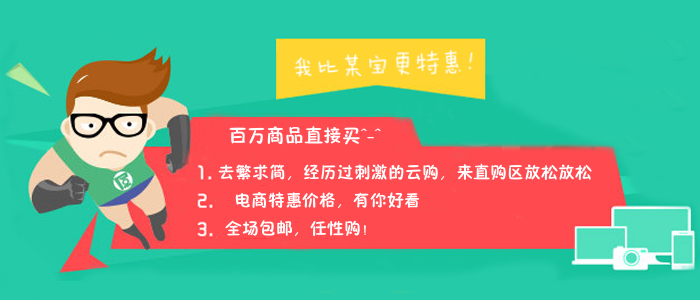 我比某宝更特惠!
百万商品直接买^-^
1. 去繁求简，经历过刺激的云购，来直购区放松放松
2. 电商特惠价格，有你好看
3. 全场包邮，任性购!